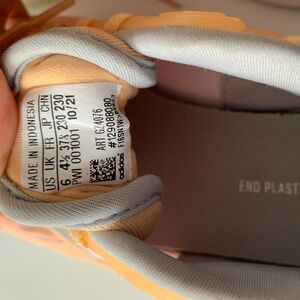 MADE IN INDONESIA
US UK FR JP CHN
6 4½ 37⅓ 230 230
PWI 001001 10/21
ART GZ4076
#129088080
adidas
END PLAST